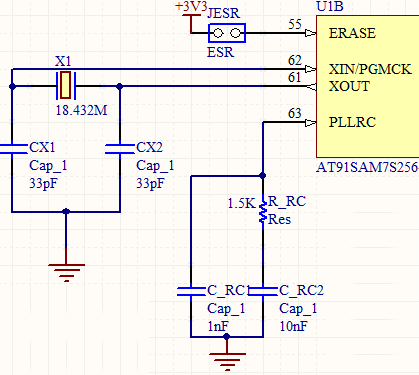 +3V3
JESR
U1B
55
ERASE
ESR
X1
62
XIN/PGMCK
61
XOUT
18.432M
63
PLLRC
CX1
Cap_1
33pF
CX2
Cap_1
33pF
AT91SAM7S256
1.5K
R_RC
Res
C_RC1
Cap_1
1nF
C_RC2
Cap_1
10nF